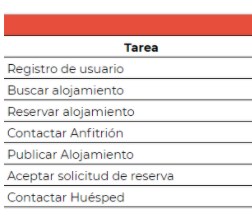 Tarea
Registro de usuario
Buscar alojamiento
Reservar alojamiento
Contactar Anfitrión
Publicar Alojamiento
Aceptar solicitud de reserva
Contactar Huésped